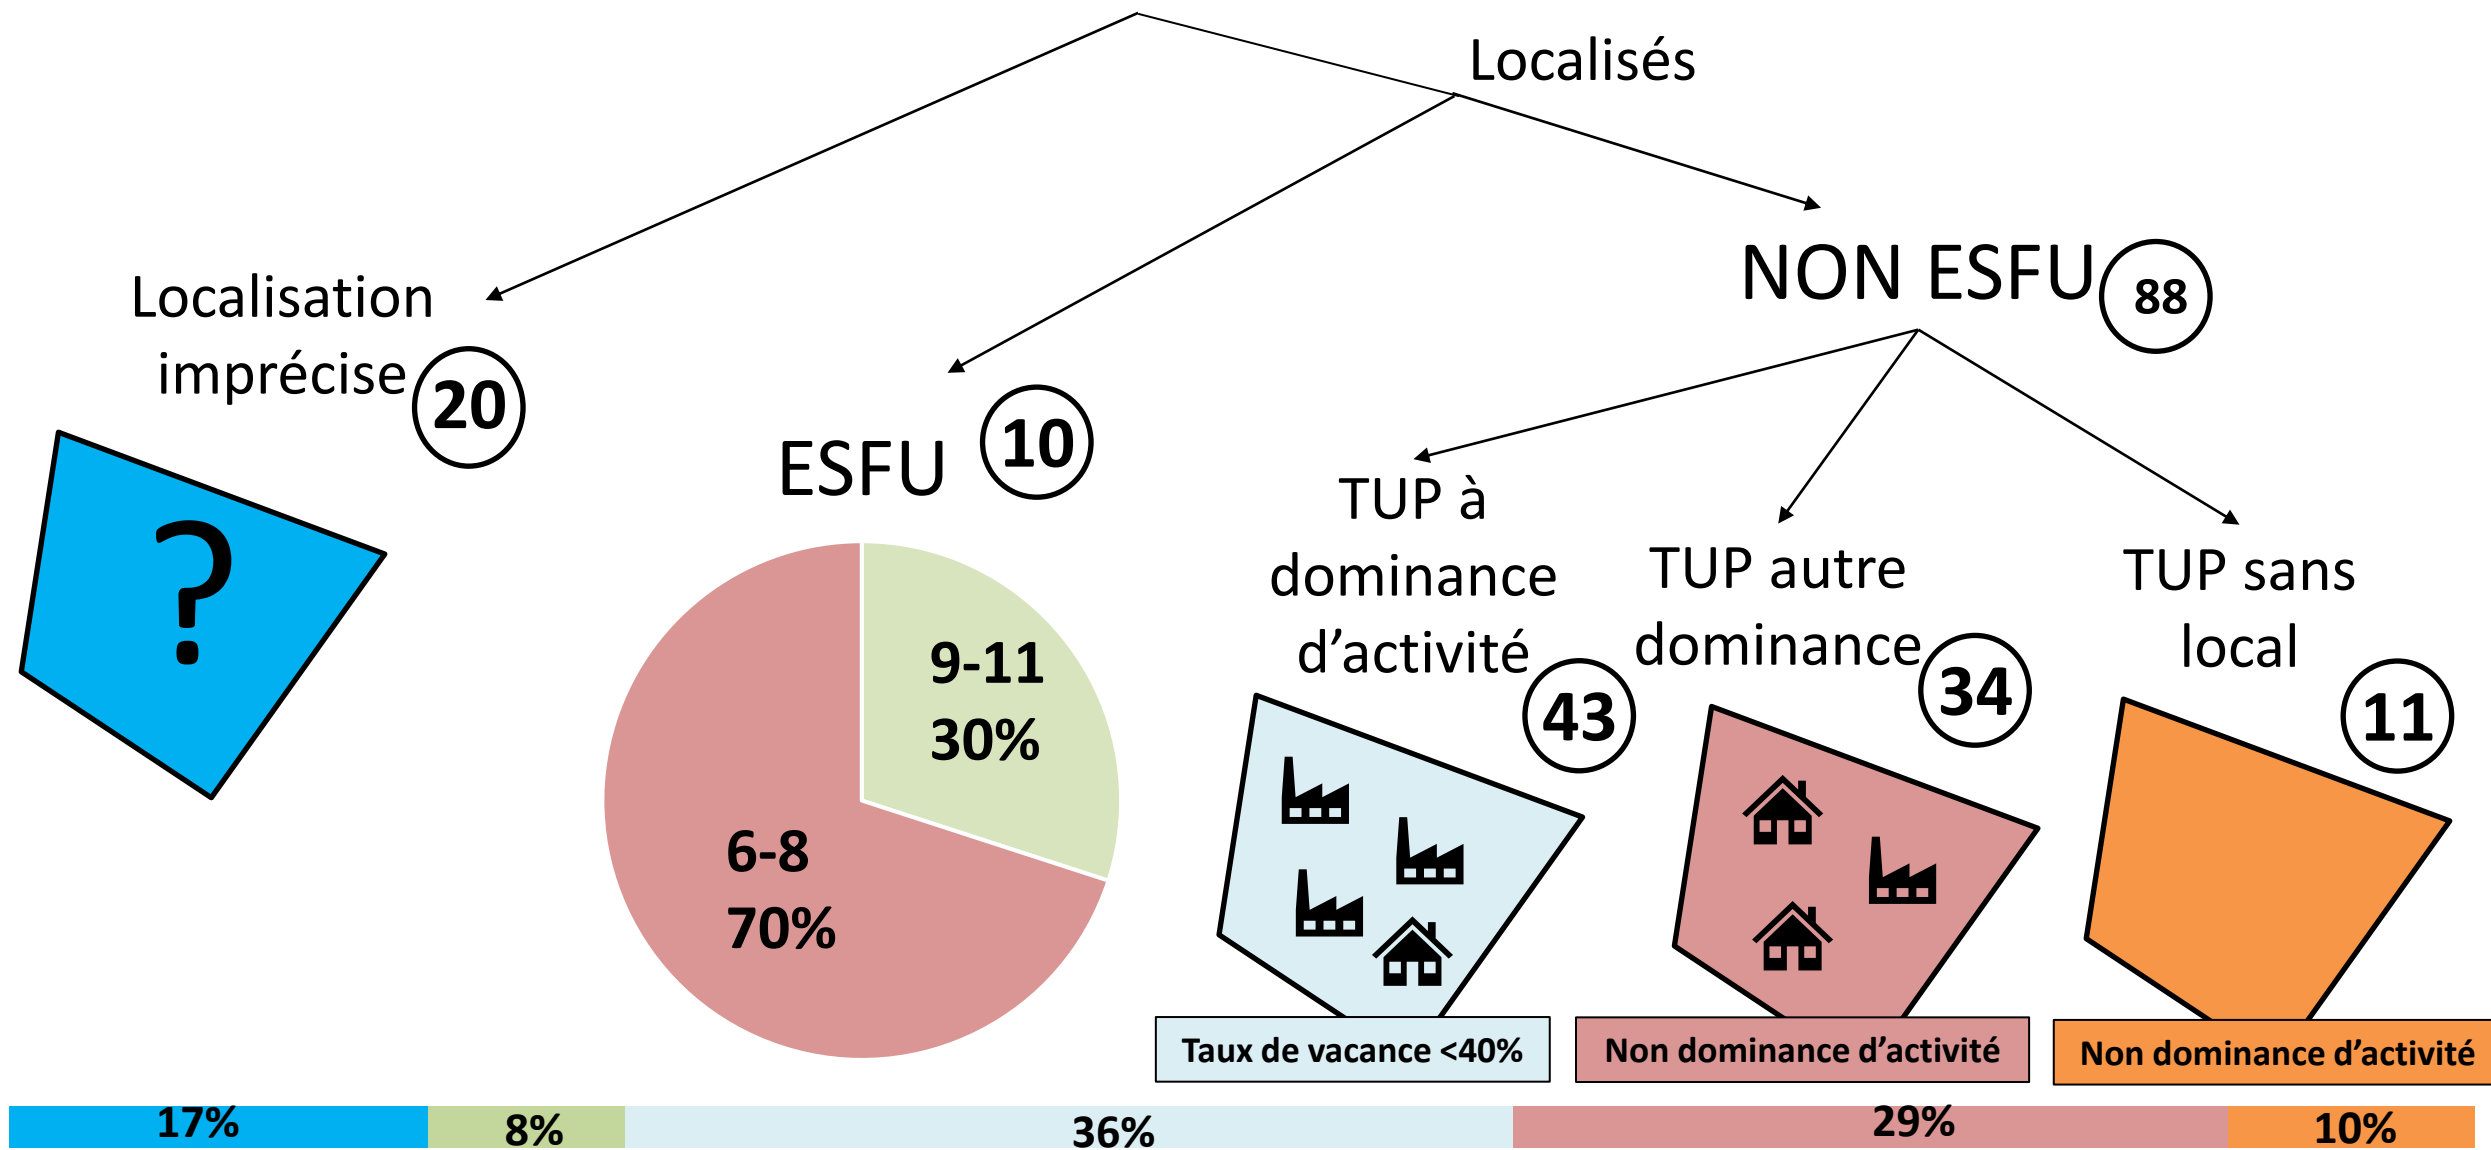 Localisés
NON ESFU
88
Localisation
imprécise
20
?
ESFU
10
9-11
30%
6-8
70%
TUP à
dominance
d’activité
43
TUP autre
dominance
34
TUP sans
local
11
Taux de vacance <40%
Non dominance d’activité
Non dominance d’activité
17%
8%
36%
29%
10%